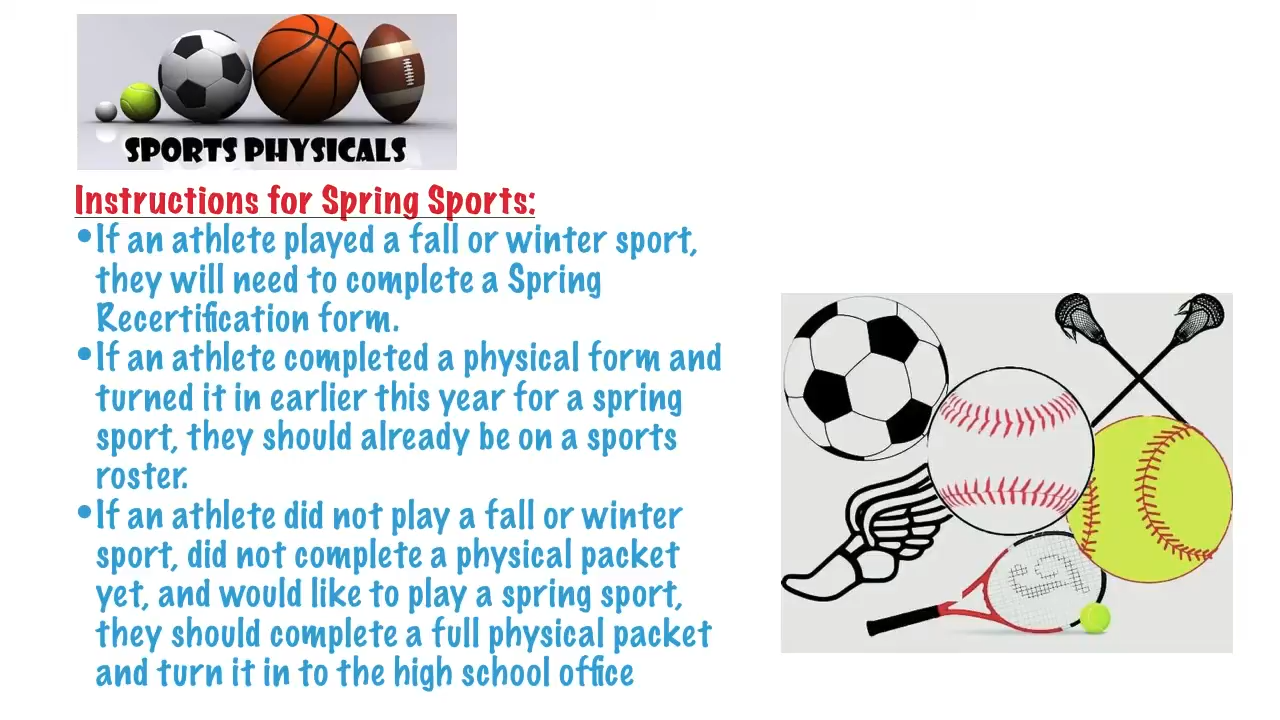 SPORTS PHYSICALS
Instructions for Spring Sports:
•If an athlete played a fall or winter sport,
they will need to complete a Spring
Recertification form.
•If an athlete completed a physical form and
turned it in earlier this year for a spring
sport, they should already be on a sports
roster.
•If an athlete did not play a fall or winter
sport, did not complete a physical packet
yet, and would like to play a spring sport,
they should complete a full physical packet
and turn it in to the high school office